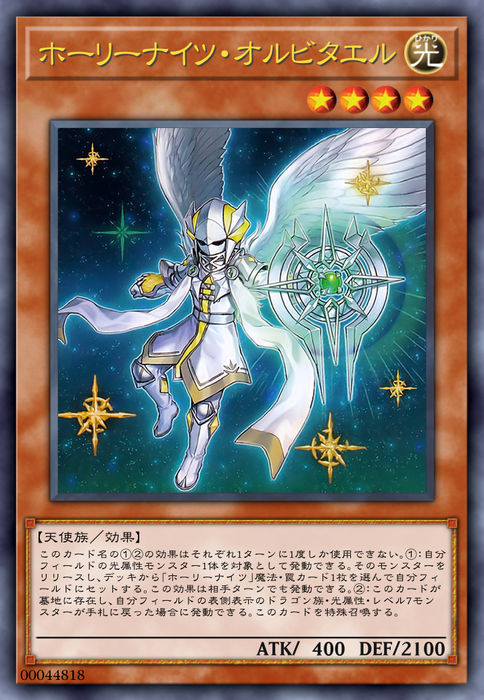 ホーリーナイツ・オルビタエル
ひかり
光
【天使族／効果】
このカード名の①②の効果はそれぞれ1ターンに1度しか使用できない。①：自分
フィールドの光属性モンスター1体を対象として発動できる。そのモンスターを
リリースし、デッキから「ホーリーナイツ」魔法・罠カード1枚を選んで自分フィー
ルドにセットする。この効果は相手ターンでも発動できる。②：このカードが
墓地に存在し、自分フィールドの表側表示のドラゴン族・光属性・レベル7モン
スターが手札に戻った場合に発動できる。このカードを特殊召喚する。
ATK/ 400 DEF/2100
00044818